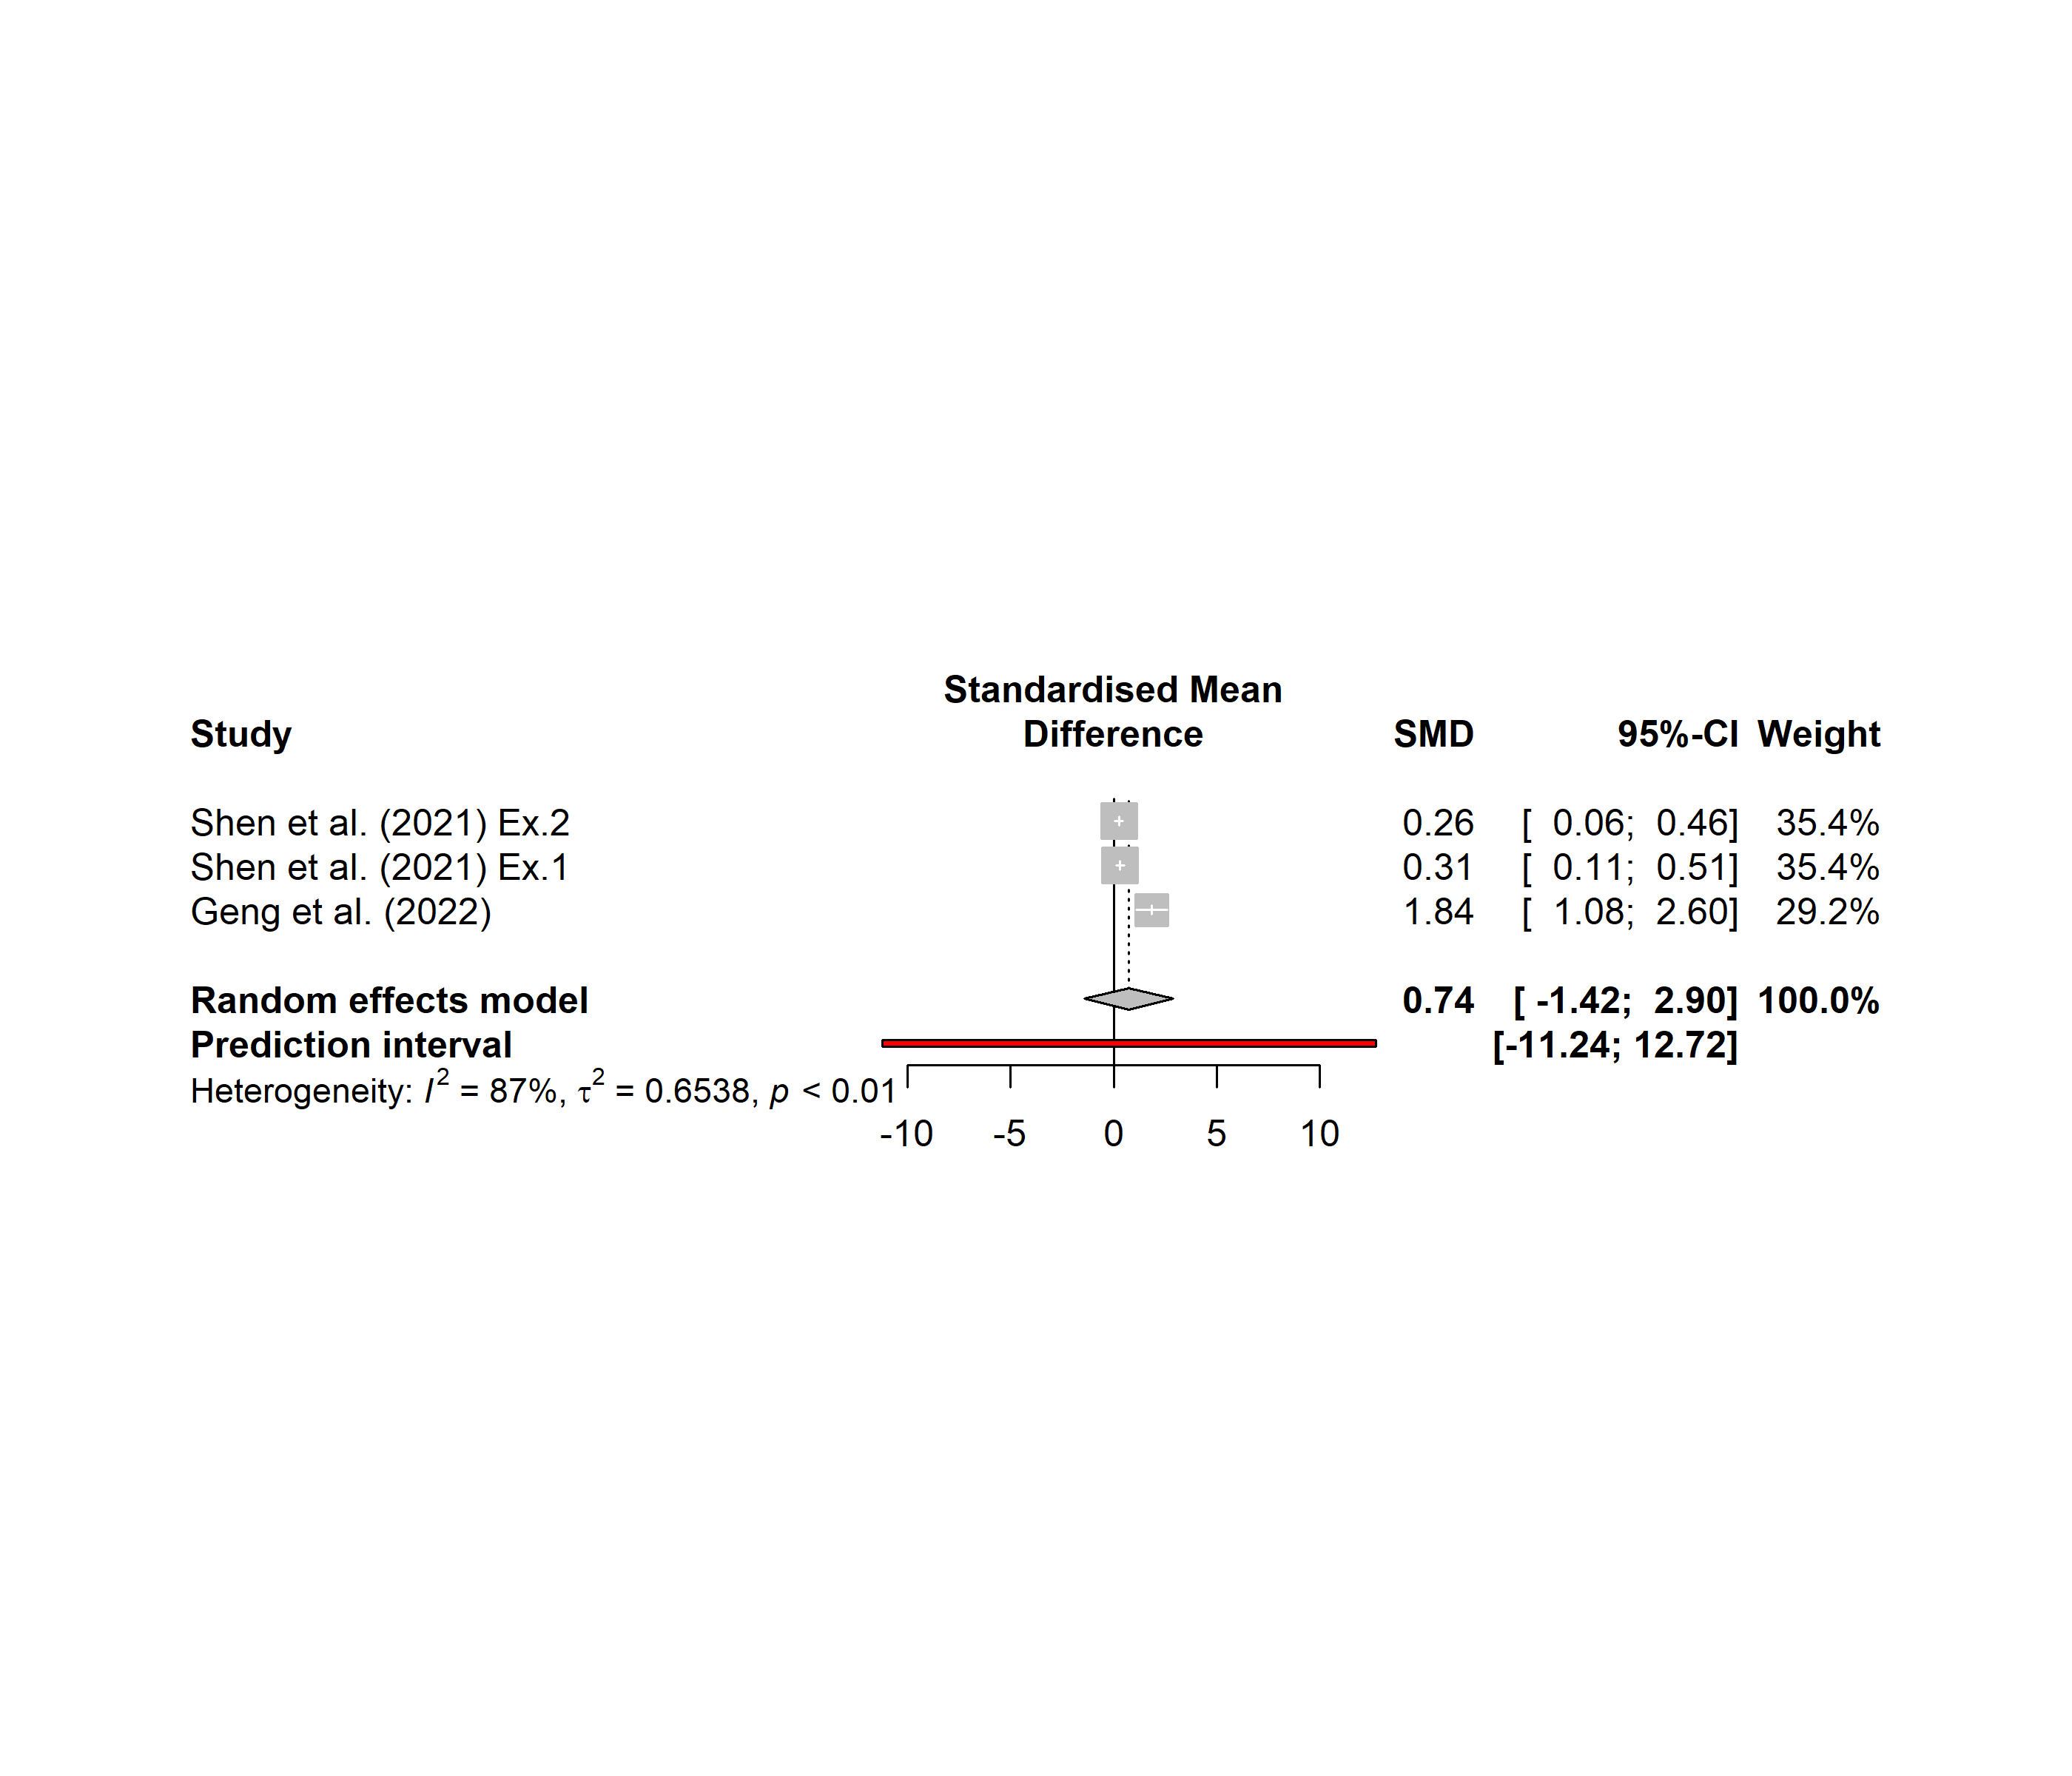 Standardised Mean
Study Difference SMD 95%-CI Weight
Shen et al. (2021) Ex.2 0.26 [ 0.06; 0.46] 35.4%
Shen et al. (2021) Ex.1 0.31 [ 0.11; 0.51] 35.4%
Geng et al. (2022) 1.84 [ 1.08; 2.60] 29.2%
Random effects model 0.74 [ -1.42; 2.90] 100.0%
Prediction interval [-11.24; 12.72]
Heterogeneity: I² = 87%, τ² = 0.6538, p < 0.01
-10 -5 0 5 10